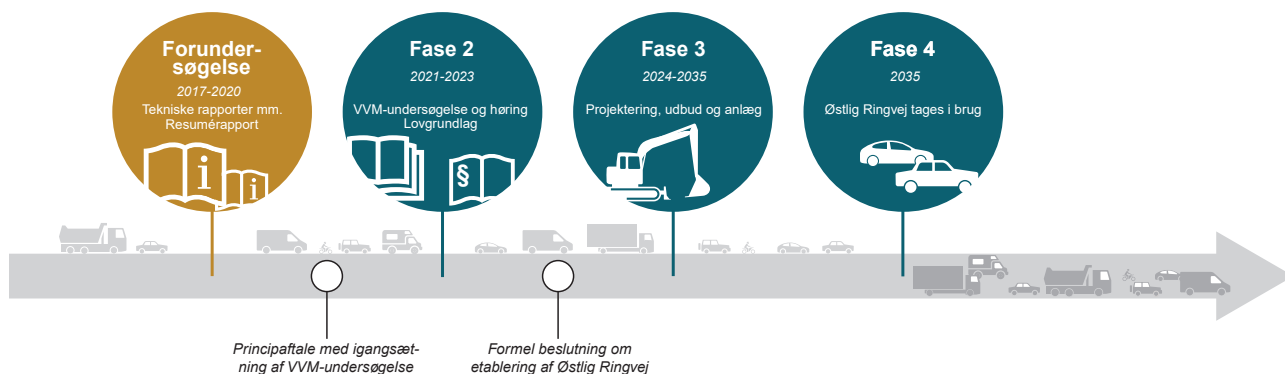 Forunder-
søgelse
2017-2020
Tekniske rapporter mm.
Resumérapport
i
i
Fase 2
2021-2023
VVM-undersøgelse og høring
Lovgrundlag
§
Fase 3
2024-2035
Projektering, udbud og anlæg
Fase 4
2035
Østlig Ringvej tages i brug
Principaftale med igangsæt-
ning af VVM-undersøgelse
Formel beslutning om
etablering af Østlig Ringvej